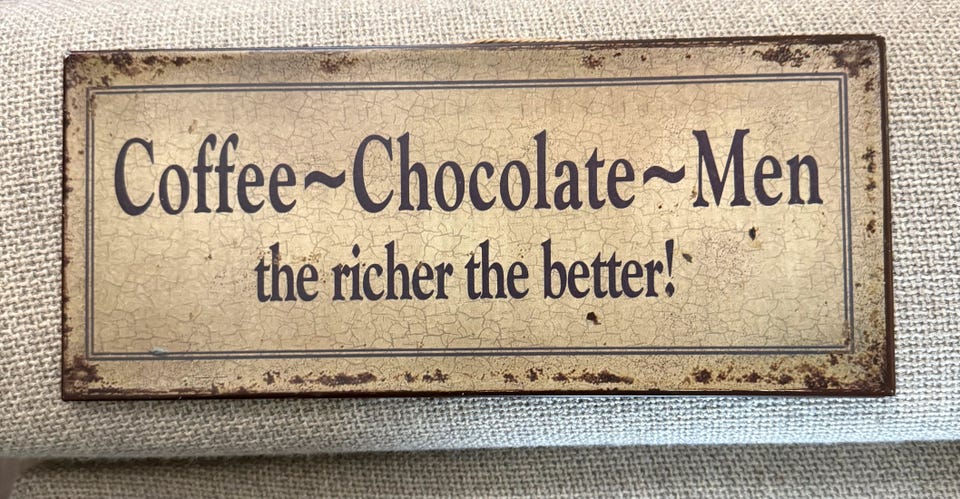 Coffee~Chocolate~Men
the richer the better!